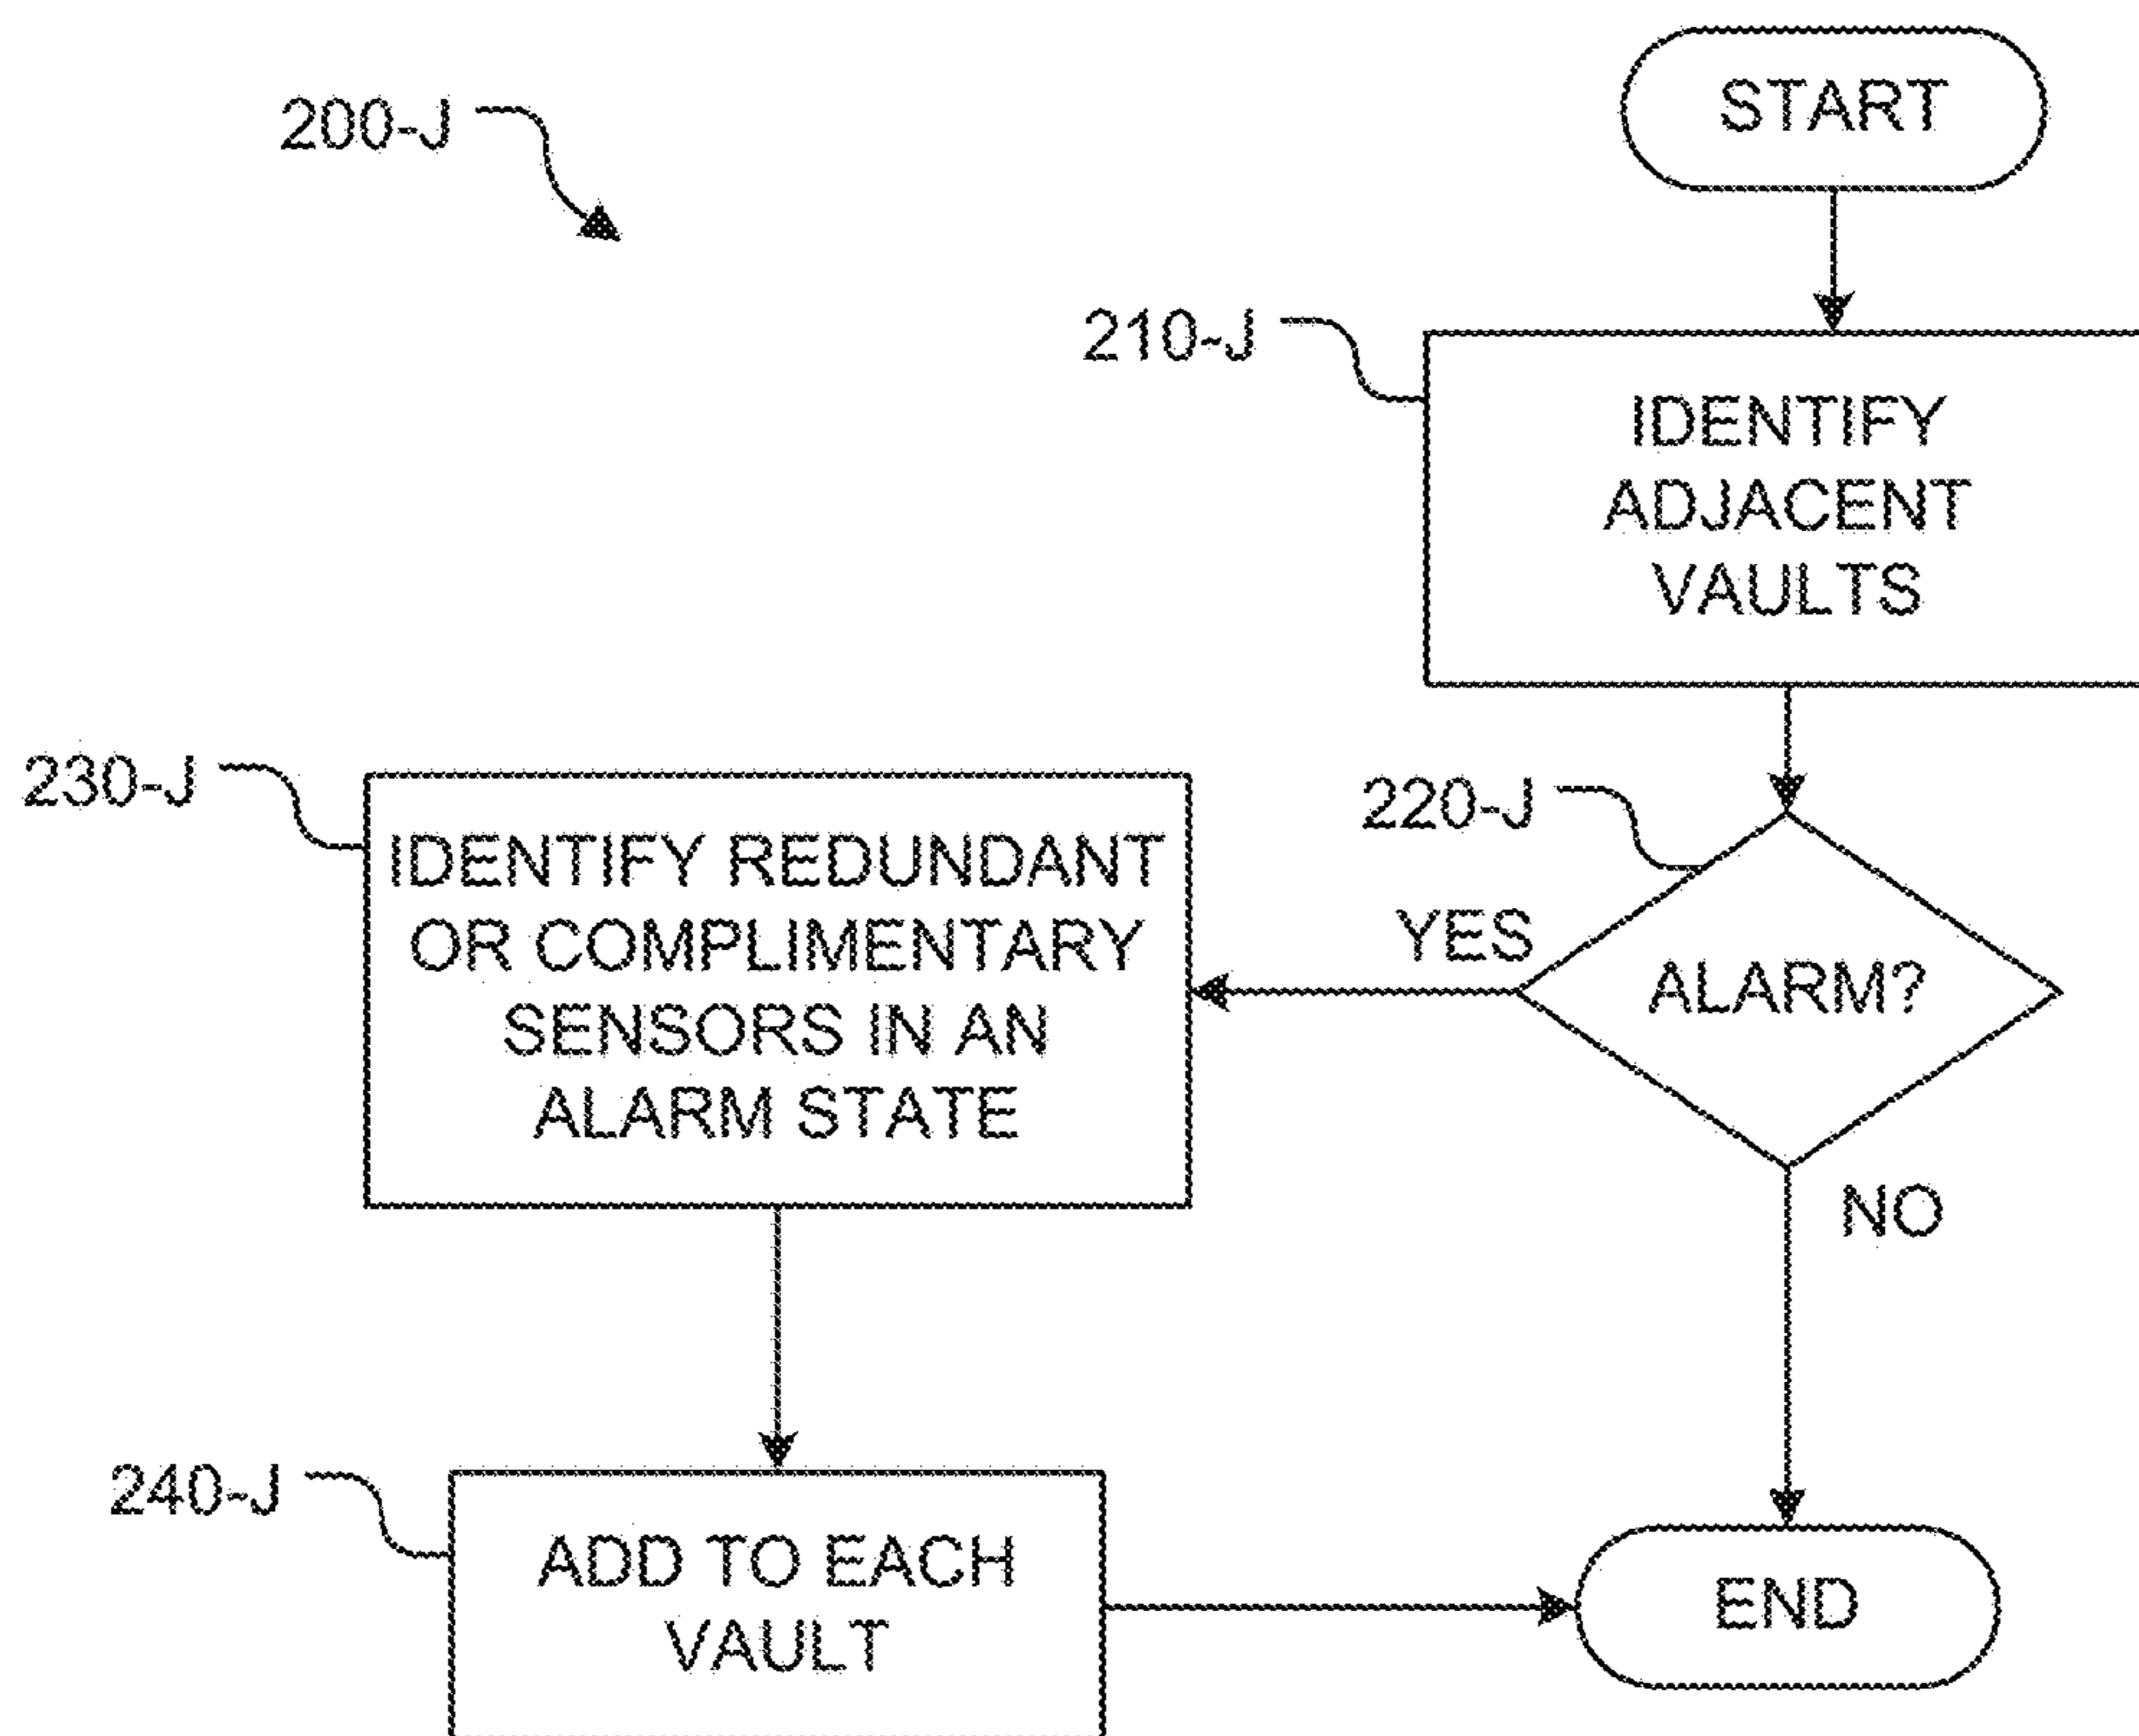 200-J
START
210-J
IDENTIFY
ADJACENT
VAULTS
220-J
ALARM?
YES
NO
230-J
IDENTIFY REDUNDANT
OR COMPLIMENTARY
SENSORS IN AN
ALARM STATE
240-J
ADD TO EACH
VAULT
END